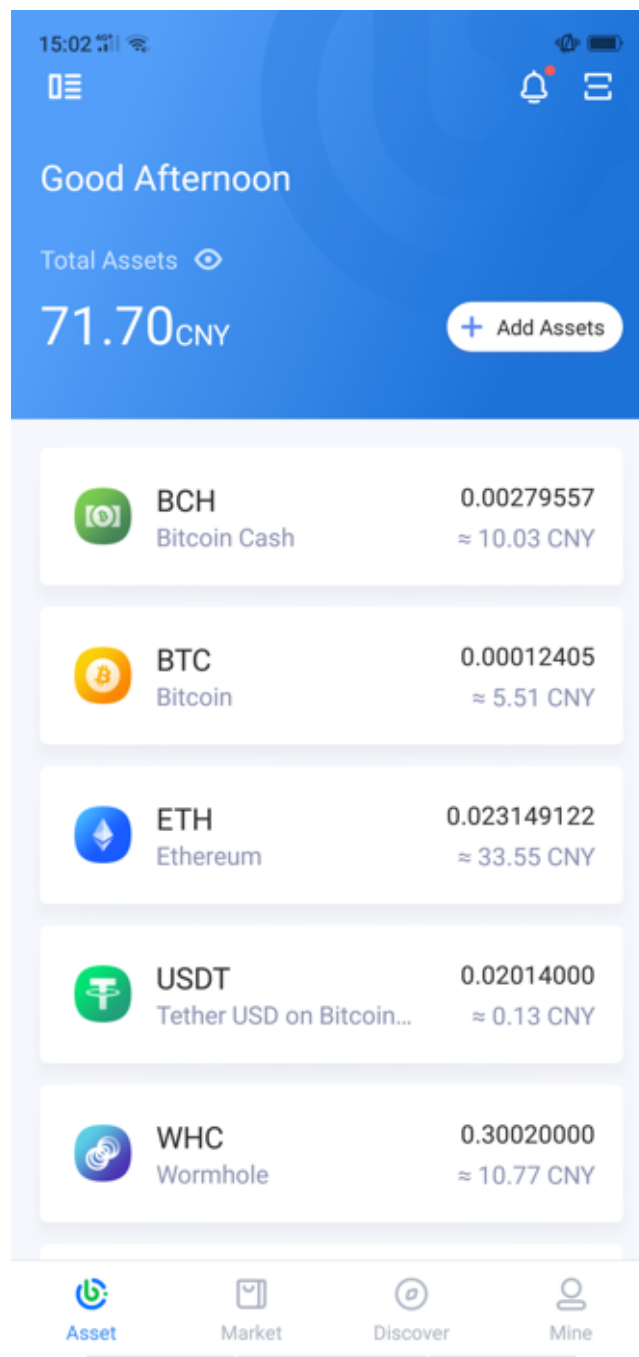 15:02
Good Afternoon
Total Assets
71.70CNY
+ Add Assets
BCH 0.00279557
Bitcoin Cash ≈ 10.03 CNY
BTC 0.00012405
Bitcoin ≈ 5.51 CNY
ETH 0.023149122
Ethereum ≈ 33.55 CNY
USDT 0.02014000
Tether USD on Bitcoin... ≈ 0.13 CNY
WHC 0.30020000
Wormhole ≈ 10.77 CNY
Asset Market Discover Mine